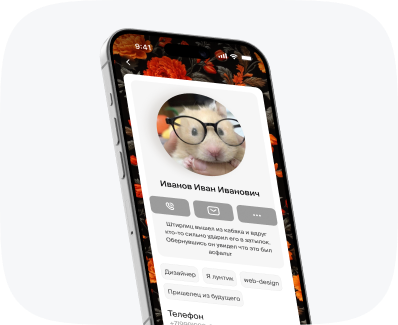 9:41
Иванов Иван Иванович
Штирлиц вышел из кабака и вдруг
кто-то сильно ударил его в затылок.
Обернувшись он увидел что это был
асфальт
Дизайнер Я лунтик web-design
Пришелец из будущего
Телефон